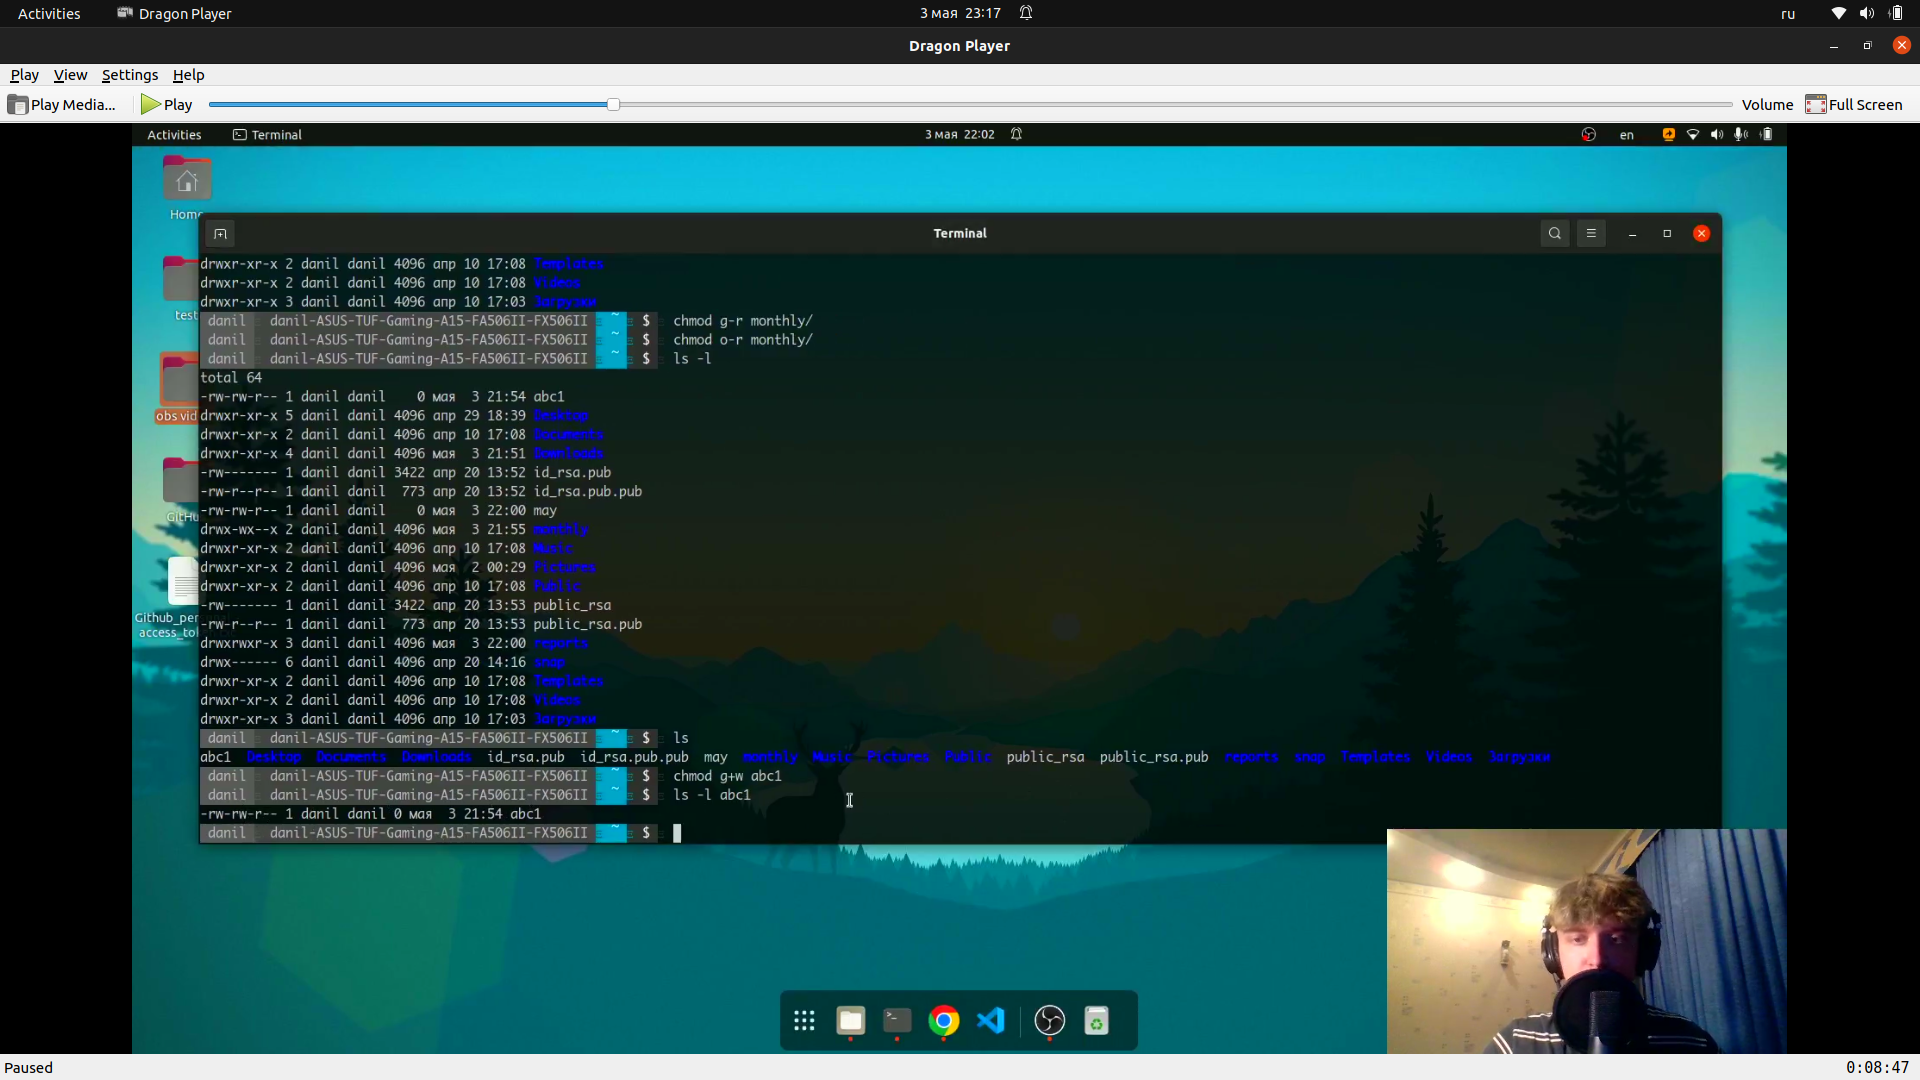 Activities Dragon Player 3 мая 23:17 ru
Dragon Player
Play View Settings Help
Play Media... Play Volume Full Screen
Activities Terminal 3 мая 22:02 en
Home
Terminal
drwxr-xr-x 2 danil danil 4096 апр 10 17:08 Templates
drwxr-xr-x 2 danil danil 4096 апр 10 17:08 Videos
drwxr-xr-x 3 danil danil 4096 апр 10 17:03 Загрузки
danil danil-ASUS-TUF-Gaming-A15-FA506II-FX506II ~ $ chmod g-r monthly/
danil danil-ASUS-TUF-Gaming-A15-FA506II-FX506II ~ $ chmod o-r monthly/
danil danil-ASUS-TUF-Gaming-A15-FA506II-FX506II ~ $ ls -l
total 64
-rw-rw-r-- 1 danil danil 0 мая 3 21:54 abc1
drwxr-xr-x 5 danil danil 4096 апр 29 18:39 Desktop
drwxr-xr-x 2 danil danil 4096 апр 10 17:08 Documents
drwxr-xr-x 4 danil danil 4096 мая 3 21:51 Downloads
-rw------- 1 danil danil 3422 апр 20 13:52 id_rsa.pub
-rw-r--r-- 1 danil danil 773 апр 20 13:52 id_rsa.pub.pub
-rw-rw-r-- 1 danil danil 0 мая 3 22:00 may
drwx-wx--x 2 danil danil 4096 мая 3 21:55 monthly
drwxr-xr-x 2 danil danil 4096 апр 10 17:08 Music
drwxr-xr-x 2 danil danil 4096 мая 2 00:29 Pictures
drwxr-xr-x 2 danil danil 4096 апр 10 17:08 Public
-rw------- 1 danil danil 3422 апр 20 13:53 public_rsa
-rw-r--r-- 1 danil danil 773 апр 20 13:53 public_rsa.pub
drwxrwxr-x 3 danil danil 4096 мая 3 22:00 reports
drwx------ 6 danil danil 4096 апр 20 14:16 snap
drwxr-xr-x 2 danil danil 4096 апр 10 17:08 Templates
drwxr-xr-x 2 danil danil 4096 апр 10 17:08 Videos
drwxr-xr-x 3 danil danil 4096 апр 10 17:03 Загрузки
danil danil-ASUS-TUF-Gaming-A15-FA506II-FX506II ~ $ ls
abc1 Desktop Documents Downloads id_rsa.pub id_rsa.pub.pub may monthly Music Pictures Public public_rsa public_rsa.pub reports snap Templates Videos Загрузки
danil danil-ASUS-TUF-Gaming-A15-FA506II-FX506II ~ $ chmod g+w abc1
danil danil-ASUS-TUF-Gaming-A15-FA506II-FX506II ~ $ ls -l abc1
-rw-rw-r-- 1 danil danil 0 мая 3 21:54 abc1
danil danil-ASUS-TUF-Gaming-A15-FA506II-FX506II ~ $
test
obs vid
GitHu
Github_per
access_to
Paused 0:08:47